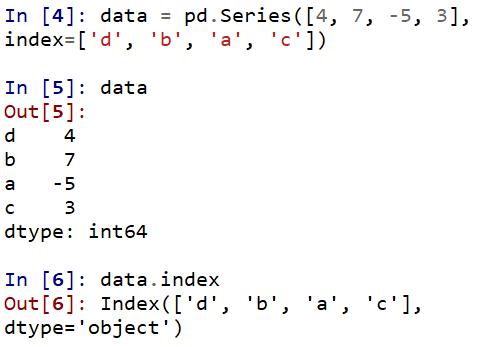 In [4]: data = pd.Series([4, 7, -5, 3],
index=['d', 'b', 'a', 'c'])
In [5]: data
Out[5]:
d    4
b    7
a   -5
c    3
dtype: int64
In [6]: data.index
Out[6]: Index(['d', 'b', 'a', 'c'],
dtype='object')